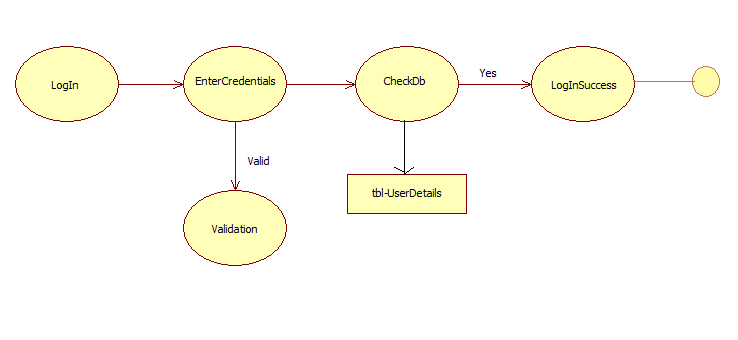 LogIn
EnterCredentials
CheckDb
Yes
LogInSuccess
Valid
tbl-UserDetails
Validation